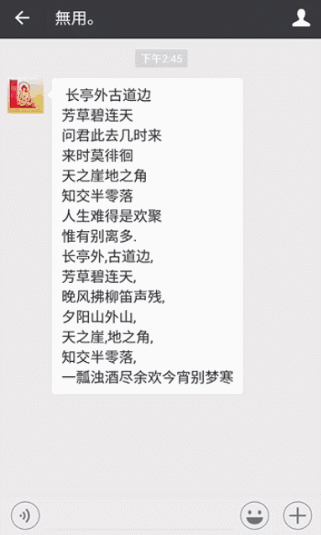 無用。
下午2:45
长亭外古道边
芳草碧连天
问君此去几时来
来时莫徘徊
天之崖地之角
知交半零落
人生难得是欢聚
惟有别离多.
长亭外,古道边,
芳草碧连天,
晚风拂柳笛声残,
夕阳山外山,
天之崖,地之角,
知交半零落,
一瓢浊酒尽余欢今宵别梦寒